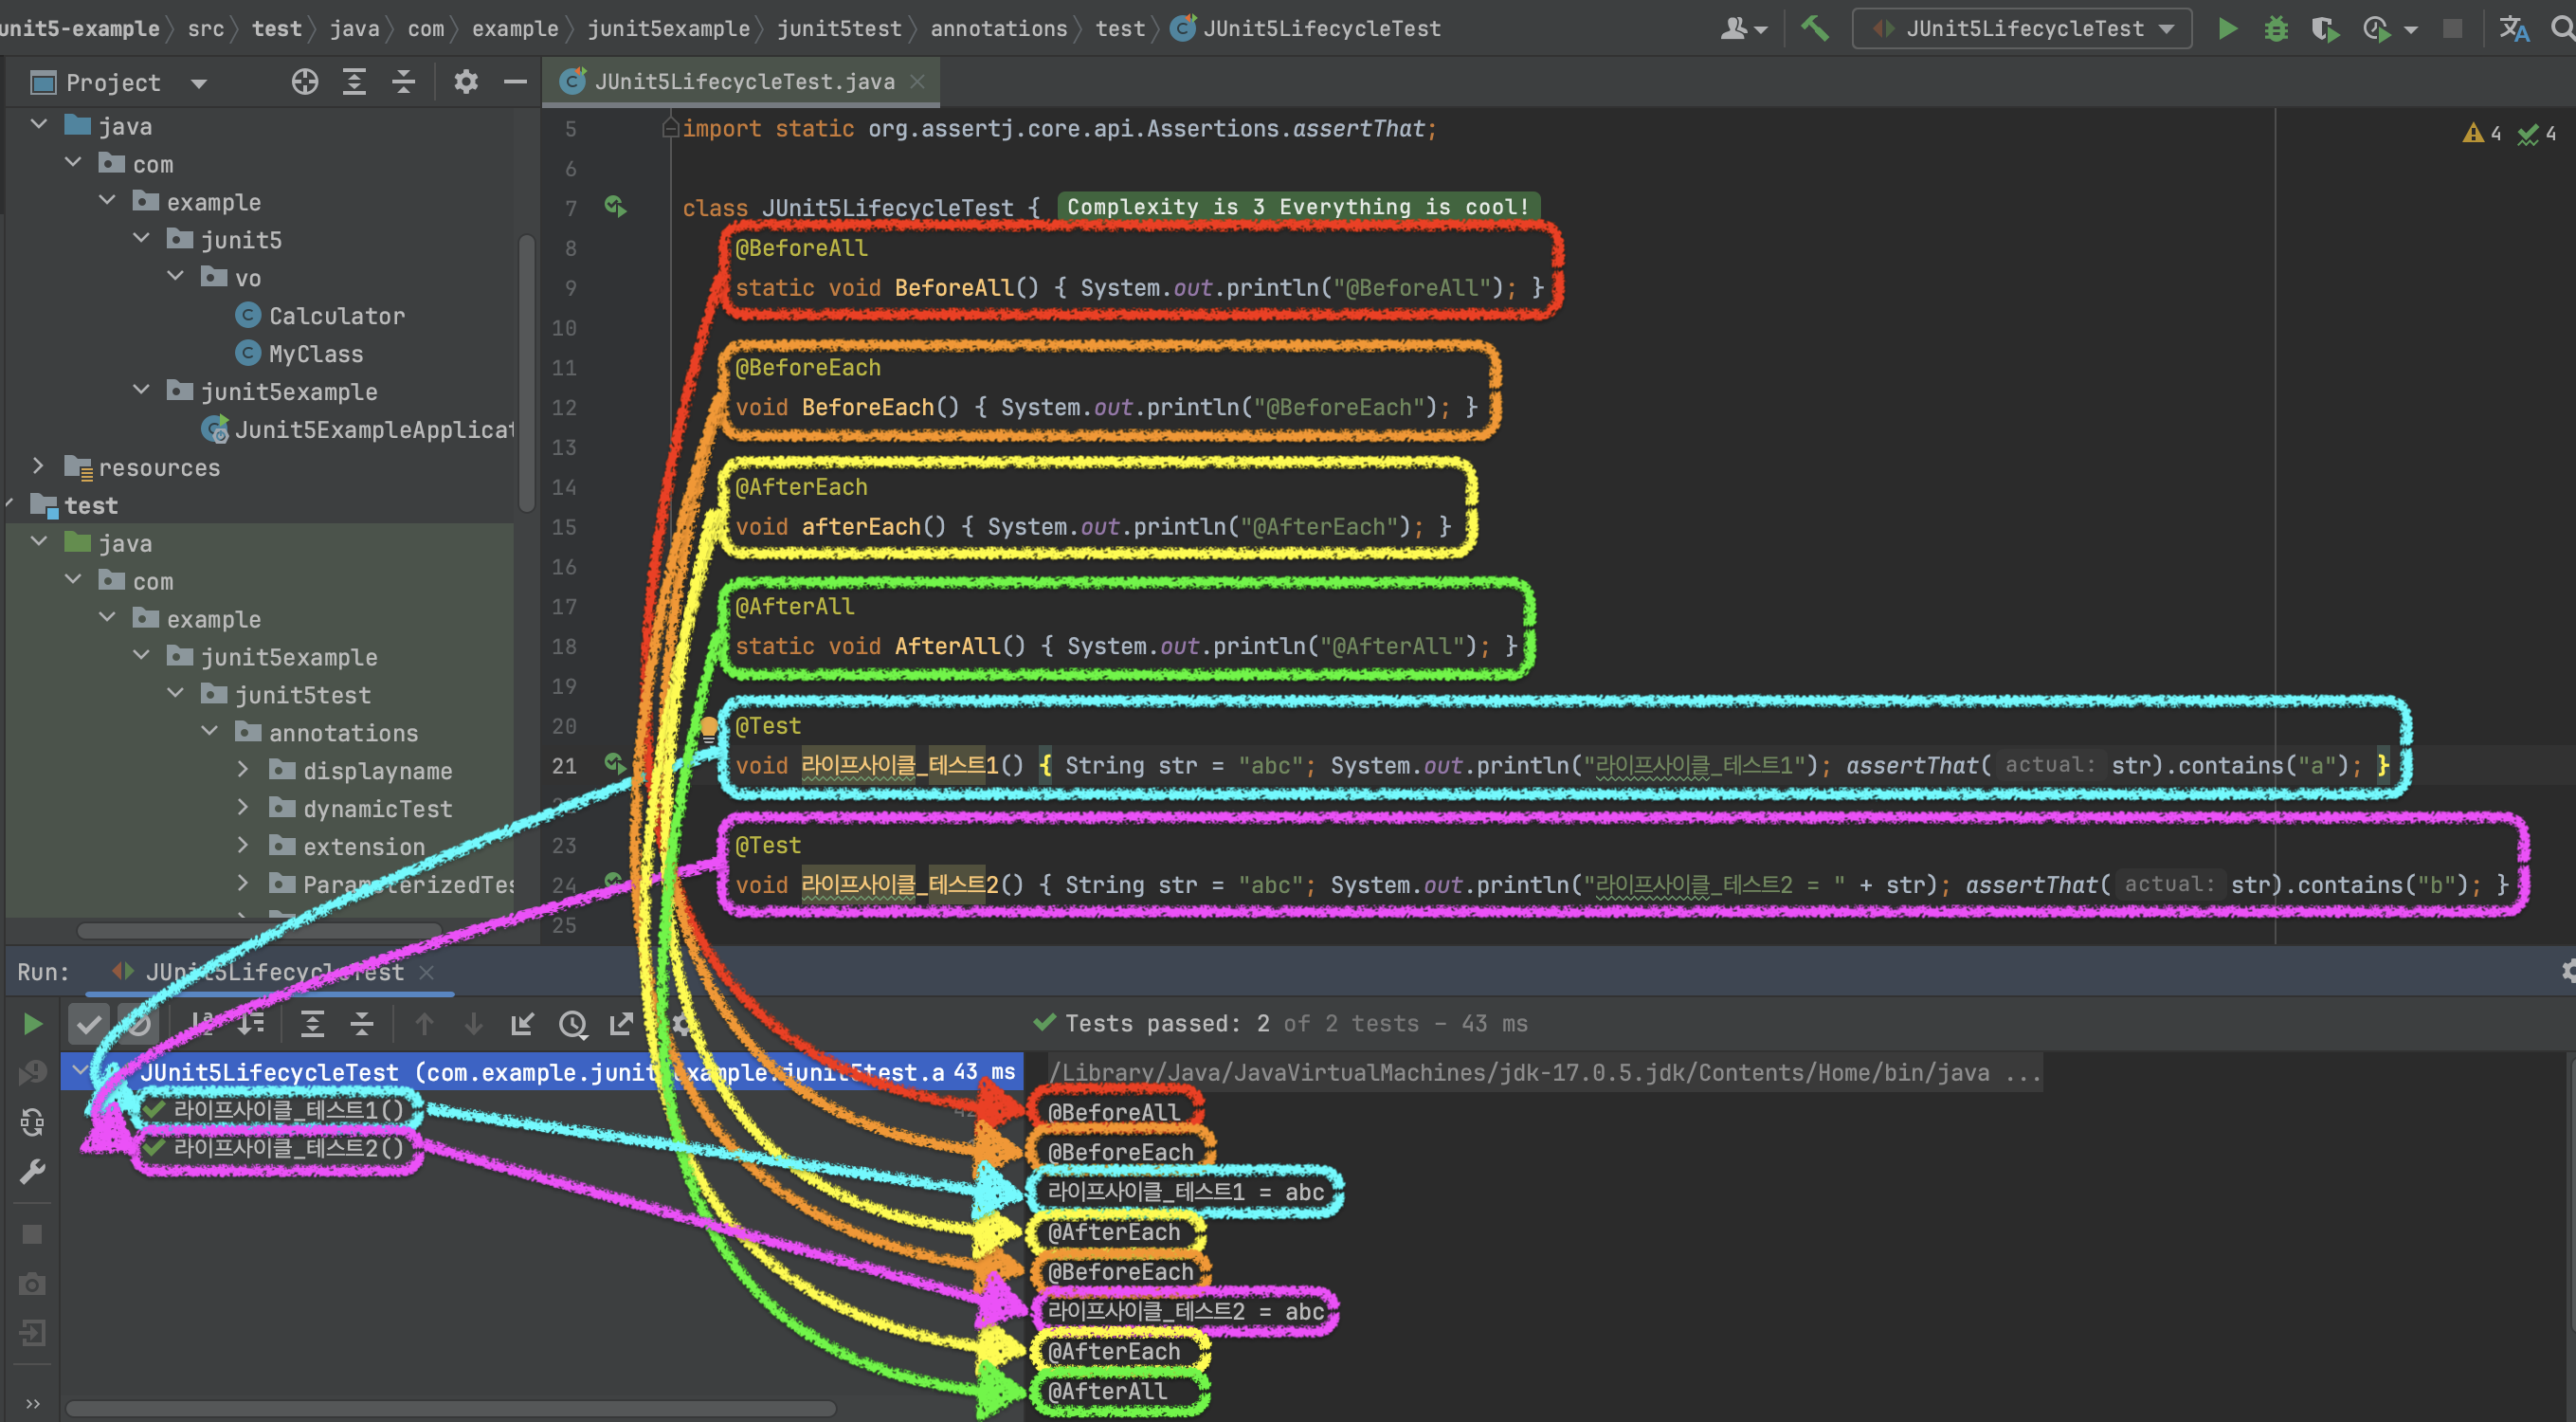 unit5-example src test java com example junit5example junit5test annotations test JUnit5LifecycleTest JUnit5LifecycleTest
Project
JUnit5LifecycleTest.java
java
com
example
junit5
vo
Calculator
MyClass
junit5example
Junit5ExampleApplicat
resources
test
java
com
example
junit5example
junit5test
annotations
displayname
dynamicTest
extension
ParameterizedTes
4 4
5 import static org.assertj.core.api.Assertions.assertThat;
6
7 class JUnit5LifecycleTest { Complexity is 3 Everything is cool!
8 @BeforeAll
9 static void BeforeAll() { System.out.println("@BeforeAll"); }
10
11 @BeforeEach
12 void BeforeEach() { System.out.println("@BeforeEach"); }
13
14 @AfterEach
15 void afterEach() { System.out.println("@AfterEach"); }
16
17 @AfterAll
18 static void AfterAll() { System.out.println("@AfterAll"); }
19
20 @Test
21 void 라이프사이클_테스트1() { String str = "abc"; System.out.println("라이프사이클_테스트1"); assertThat( actual: str).contains("a"); }
23 @Test
24 void 라이프사이클_테스트2() { String str = "abc"; System.out.println("라이프사이클_테스트2 = " + str); assertThat( actual: str).contains("b"); }
25
Run: JUnit5LifecycleTest
Tests passed: 2 of 2 tests – 43 ms
JUnit5LifecycleTest (com.example.junit5example.junit5test.a 43 ms
라이프사이클_테스트1()
라이프사이클_테스트2()
/Library/Java/JavaVirtualMachines/jdk-17.0.5.jdk/Contents/Home/bin/java ...
@BeforeAll
@BeforeEach
라이프사이클_테스트1 = abc
@AfterEach
@BeforeEach
라이프사이클_테스트2 = abc
@AfterEach
@AfterAll